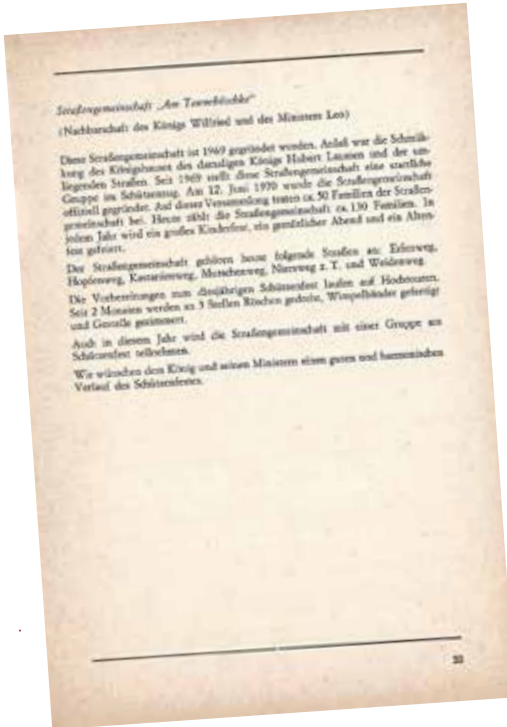 Straßengemeinschaft „Am
(Nachbarschaft des Königs Wilfried und des Ministers Leo)
Diese Straßengemeinschaft ist 1969 gegründet worden. Anlaß war die Schmük-
kung des Königshauses des damaligen Königs Hubert und der um-
liegenden Straßen. Seit 1969 stellt diese Straßengemeinschaft eine stattliche
Gruppe im Schützenzug. Am 12. Juni 1970 wurde die Straßengemeinschaft
offiziell gegründet. Auf dieser Versammlung traten ca. 50 Familien der Straßen-
gemeinschaft bei. Heute zählt die Straßengemeinschaft ca. 130 Familien. In
jedem Jahr wird ein großes Kinderfest, ein gemütlicher Abend und ein Alten-
fest gefeiert.
Der Straßengemeinschaft gehören heute folgende Straßen an: Erlenweg,
Hopfenweg, Kastanienweg, z. T. und Weidenweg.
Die Vorbereitungen zum diesjährigen Schützenfest laufen auf Hochtouren.
Seit 2 Monaten werden an 3 Stellen Röschen gedreht, Wimpelbänder gefertigt
und Gestelle gezimmert.
Auch in diesem Jahr wird die Straßengemeinschaft mit einer Gruppe am
Schützenfest teilnehmen.
Wir wünschen dem König und seinen Ministern einen guten und harmonischen
Verlauf des Schützenfestes.